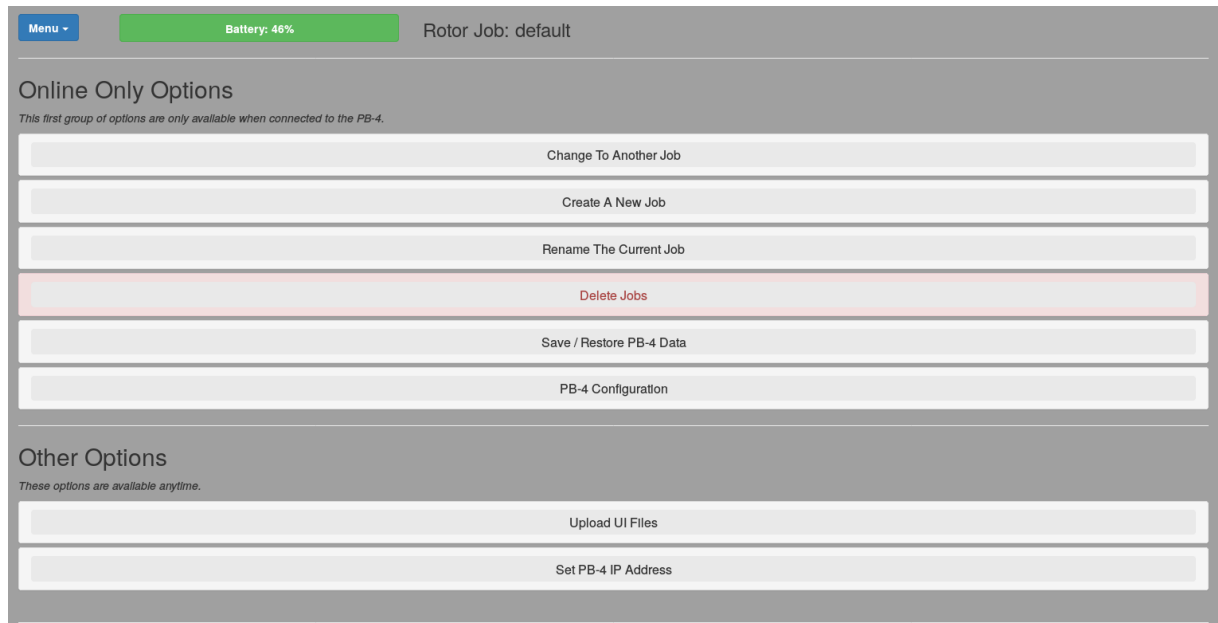 Menu
Battery: 46%
Rotor Job: default
Online Only Options
This first group of options are only available when connected to the PB-4.
Change To Another Job
Create A New Job
Rename The Current Job
Delete Jobs
Save / Restore PB-4 Data
PB-4 Configuration
Other Options
These options are available anytime.
Upload UI Files
Set PB-4 IP Address